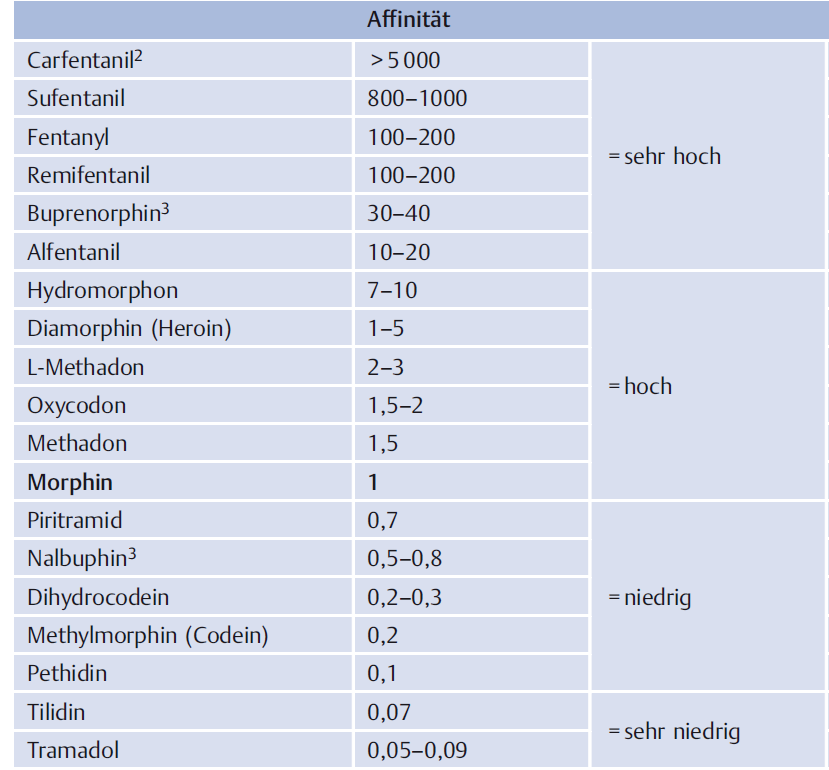 Affinität
Carfentanil² >5 000
Sufentanil 800–1000
Fentanyl 100–200
= sehr hoch
Remifentanil 100–200
Buprenorphin³ 30–40
Alfentanil 10–20
Hydromorphon 7–10
Diamorphin (Heroin) 1–5
L-Methadon 2–3
= hoch
Oxycodon 1,5–2
Methadon 1,5
Morphin 1
Piritramid 0,7
Nalbuphin³ 0,5–0,8
Dihydrocodein 0,2–0,3 = niedrig
Methylmorphin (Codein) 0,2
Pethidin 0,1
Tilidin 0,07
= sehr niedrig
Tramadol 0,05–0,09